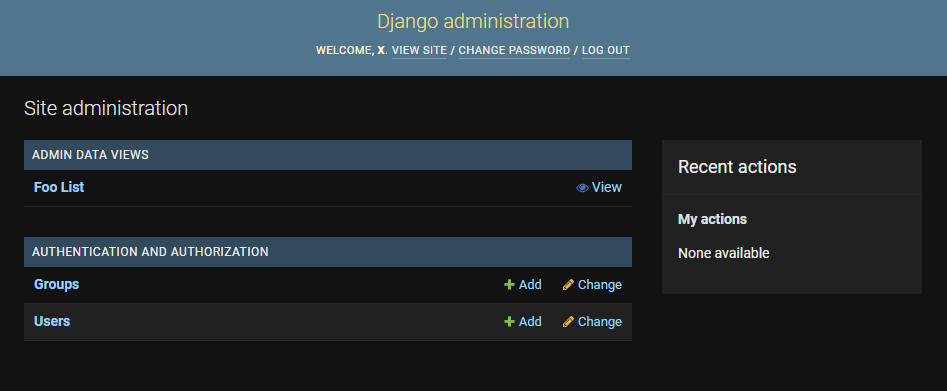 Django administration
WELCOME, X. VIEW SITE / CHANGE PASSWORD / LOG OUT
Site administration
ADMIN DATA VIEWS
Foo List View
AUTHENTICATION AND AUTHORIZATION
Groups Add Change
Users Add Change
Recent actions
My actions
None available